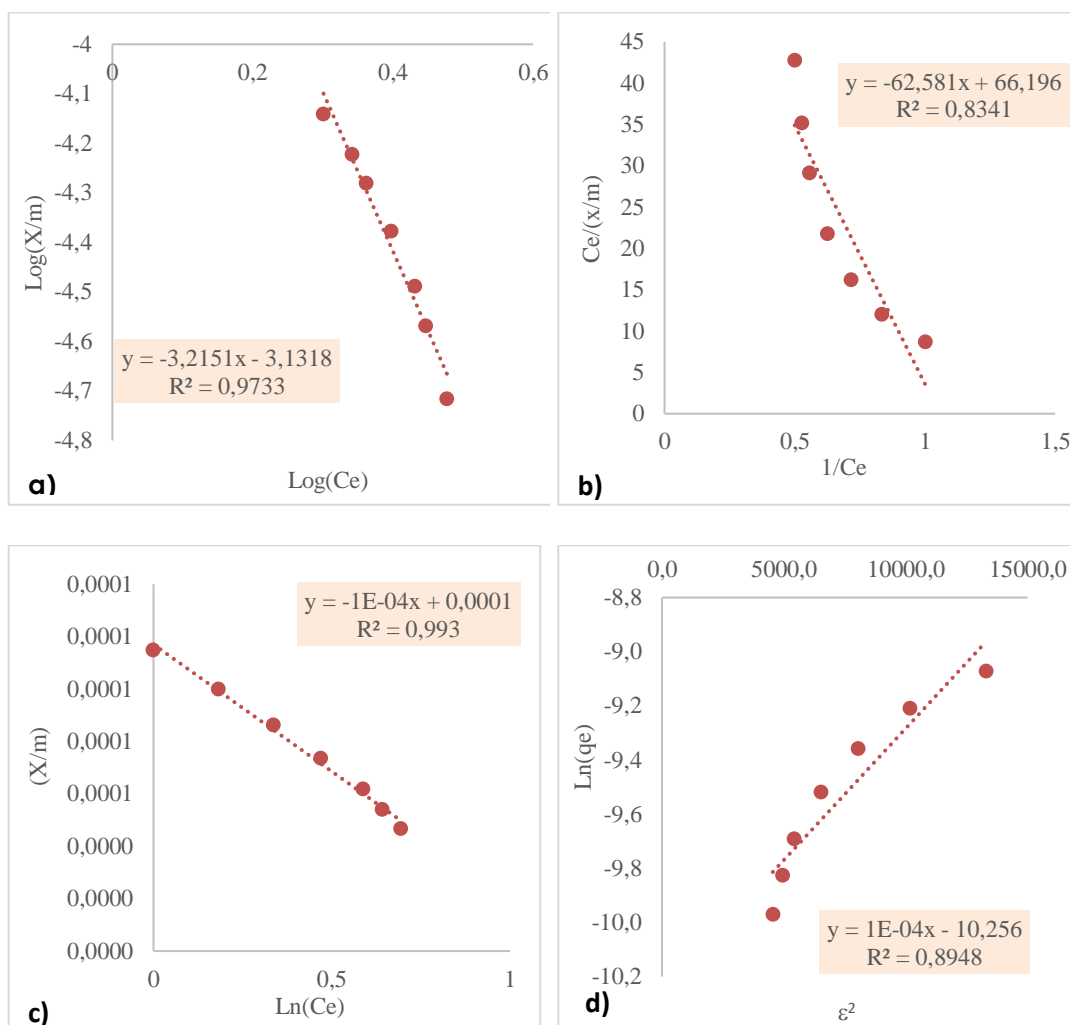 -4
0 0,2 0,4 0,6
-4,1
-4,2
-4,3
-4,4
-4,5
-4,6
-4,7
-4,8
Log(X/m)
y = -3,2151x - 3,1318
R² = 0,9733
Log(Ce)
a)
45
40
35
30
25
20
15
10
5
0
Ce/(x/m)
y = -62,581x + 66,196
R² = 0,8341
0 0,5 1 1,5
1/Ce
b)
0,0001
0,0001
0,0001
0,0001
0,0001
0,0000
0,0000
0,0000
(X/m)
y = -1E-04x + 0,0001
R² = 0,993
0 0,5 1
Ln(Ce)
c)
0,0 5000,0 10000,0 15000,0
-8,8
-9,0
-9,2
-9,4
-9,6
-9,8
-10,0
-10,2
Ln(qe)
y = 1E-04x - 10,256
R² = 0,8948
ε²
d)